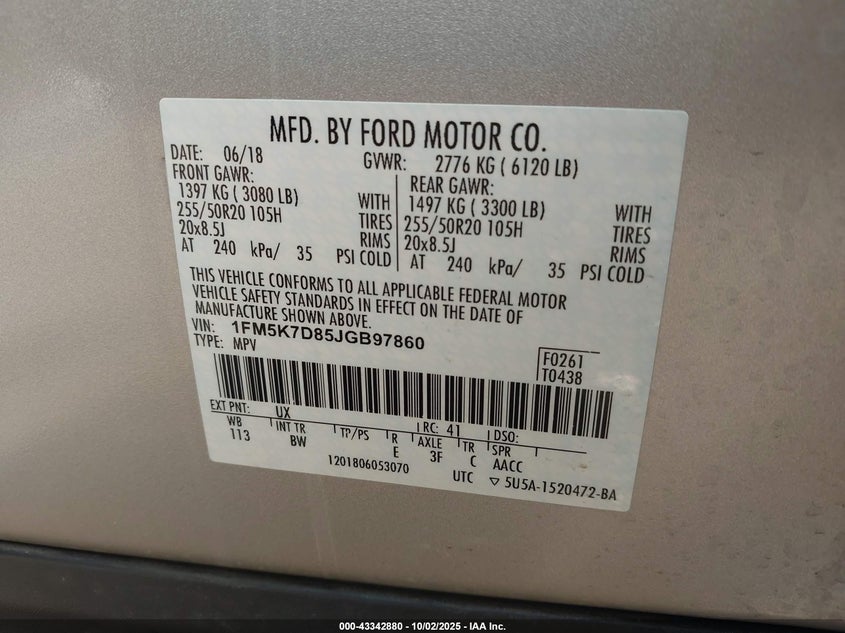 MFD. BY FORD MOTOR CO.
DATE: 06/18 GVWR: 2776 KG ( 6120 LB)
FRONT GAWR: REAR GAWR:
1397 KG ( 3080 LB) WITH 1497 KG ( 3300 LB) WITH
255/50R20 105H TIRES 255/50R20 105H TIRES
20x8.5J RIMS 20x8.5J RIMS
AT 240 kPa/ 35 PSI COLD AT 240 kPa/ 35 PSI COLD
THIS VEHICLE CONFORMS TO ALL APPLICABLE FEDERAL MOTOR
VEHICLE SAFETY STANDARDS IN EFFECT ON THE DATE OF
MANUFACTURE SHOWN ABOVE.
VIN: 1FM5K7D85JGB97860
TYPE: MPV
F0261
T0438
EXT PNT: UX RC: 41 DSO:
WB INT TR TP/PS R AXLE TR SPR
113 BW E 3F C AACC
1201806053070 UTC ▽ 5U5A-1520472-BA
000-43342880 - 10/02/2025 - IAA Inc.